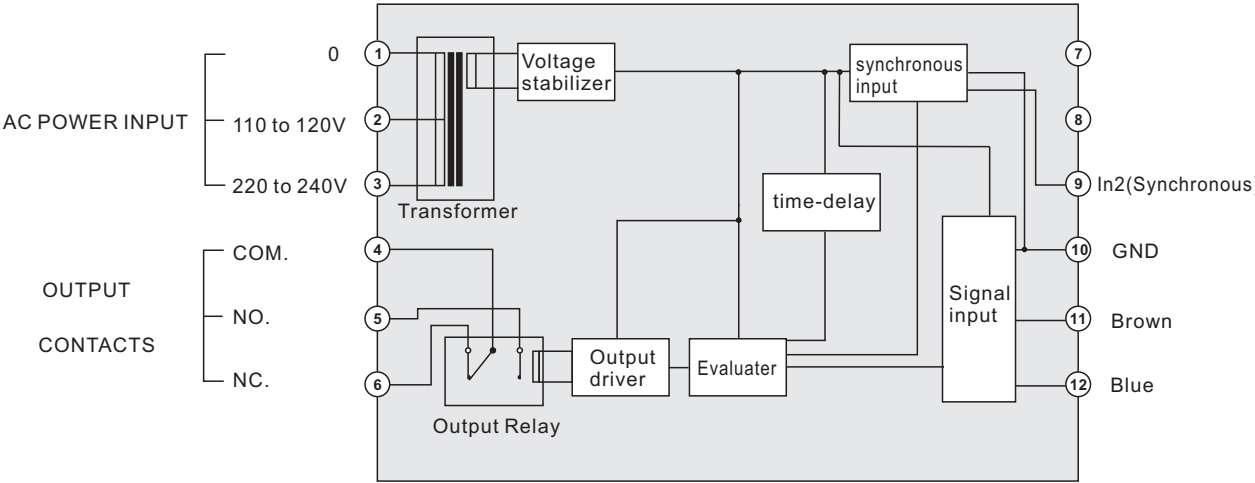 AC POWER INPUT
0
110 to 120V
220 to 240V
OUTPUT
CONTACTS
COM.
NO.
NC.
1
2
3
4
5
6
Transformer
Voltage
stabilizer
synchronous
input
time-delay
Signal
input
Output
driver
Evaluater
Output Relay
7
8
9 In2(Synchronous)
10 GND
11 Brown
12 Blue